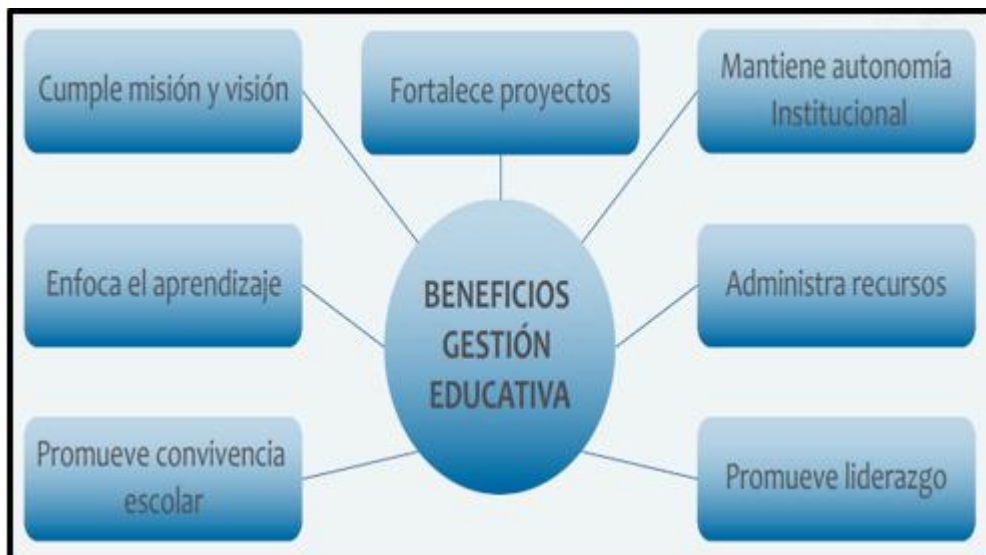 Cumple misión y visión
Fortalece proyectos
Mantiene autonomía
Institucional
Enfoca el aprendizaje
BENEFICIOS
GESTIÓN
EDUCATIVA
Administra recursos
Promueve convivencia
escolar
Promueve liderazgo